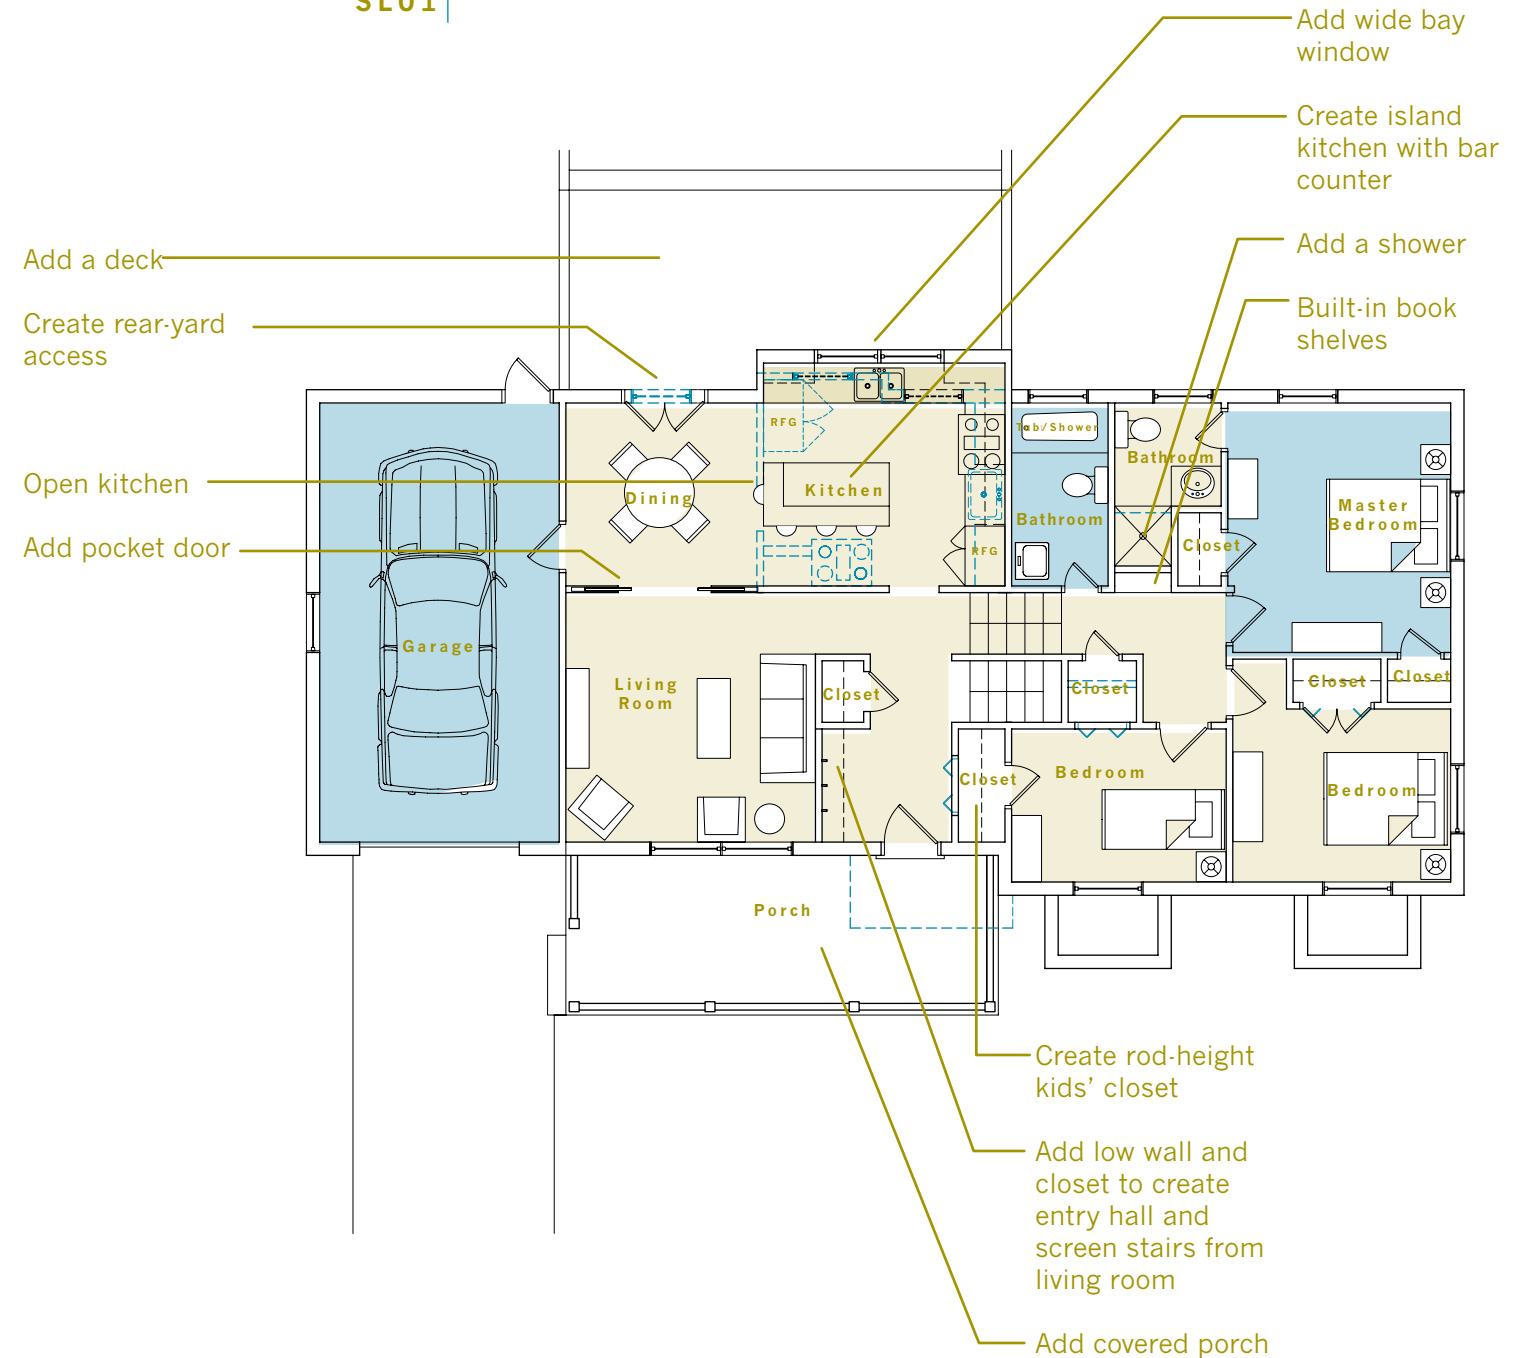 SL01
Add wide bay
window
Create island
kitchen with bar
counter
Add a shower
Built-in book
shelves
Add a deck
Create rear-yard
access
Open kitchen
Add pocket door
RFG
Tub/Shower
Bathroom
Dining
Kitchen
Bathroom
Master
Bedroom
Closet
RFG
Garage
Living
Room
Closet
Closet
Closet
Closet
Closet
Bedroom
Bedroom
Porch
Create rod-height
kids’ closet
Add low wall and
closet to create
entry hall and
screen stairs from
living room
Add covered porch